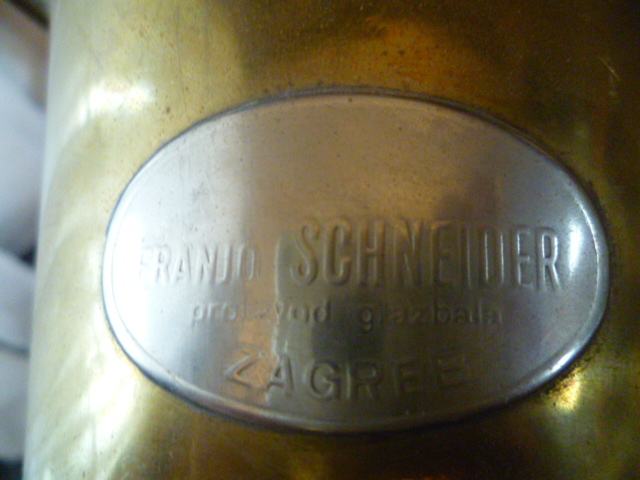 FRANJO SCHNEIDER
proizvod glazbala
ZAGREB